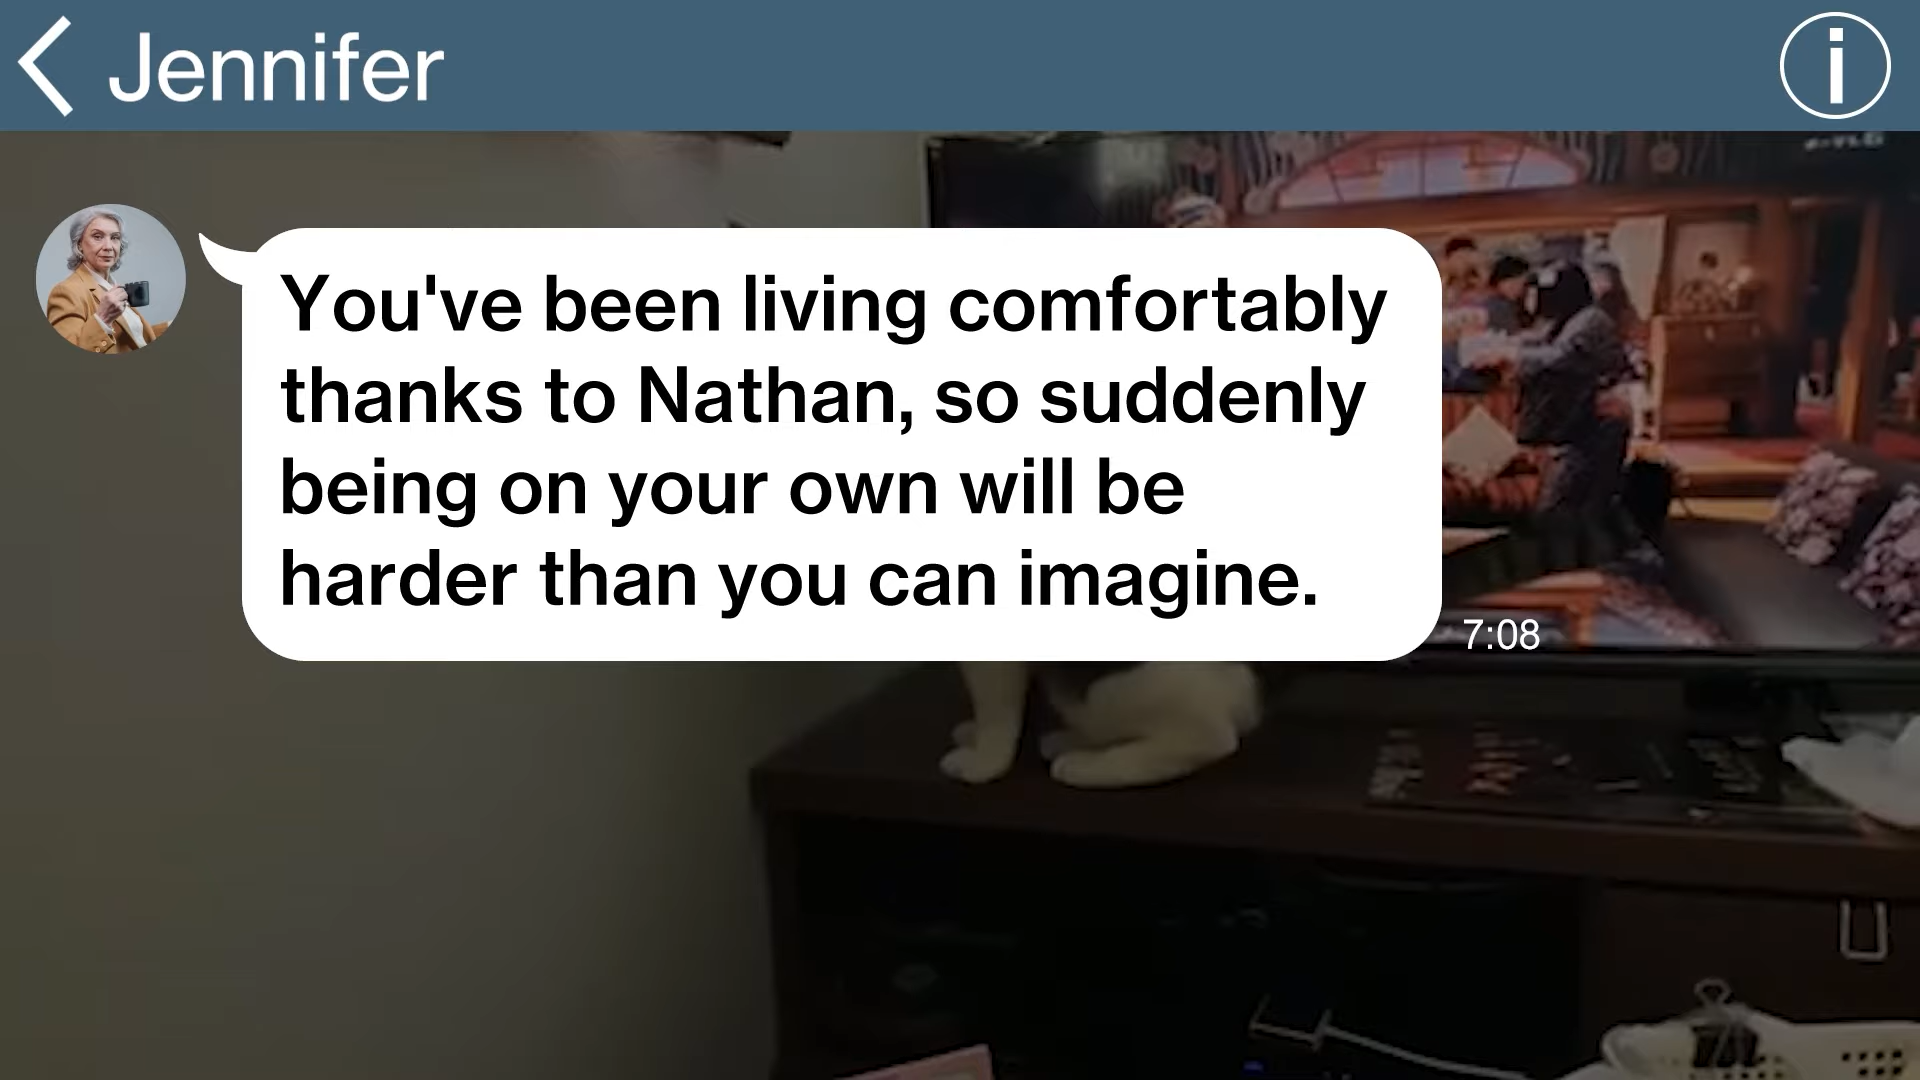 Jennifer
You've been living comfortably
thanks to Nathan, so suddenly
being on your own will be
harder than you can imagine.
7:08